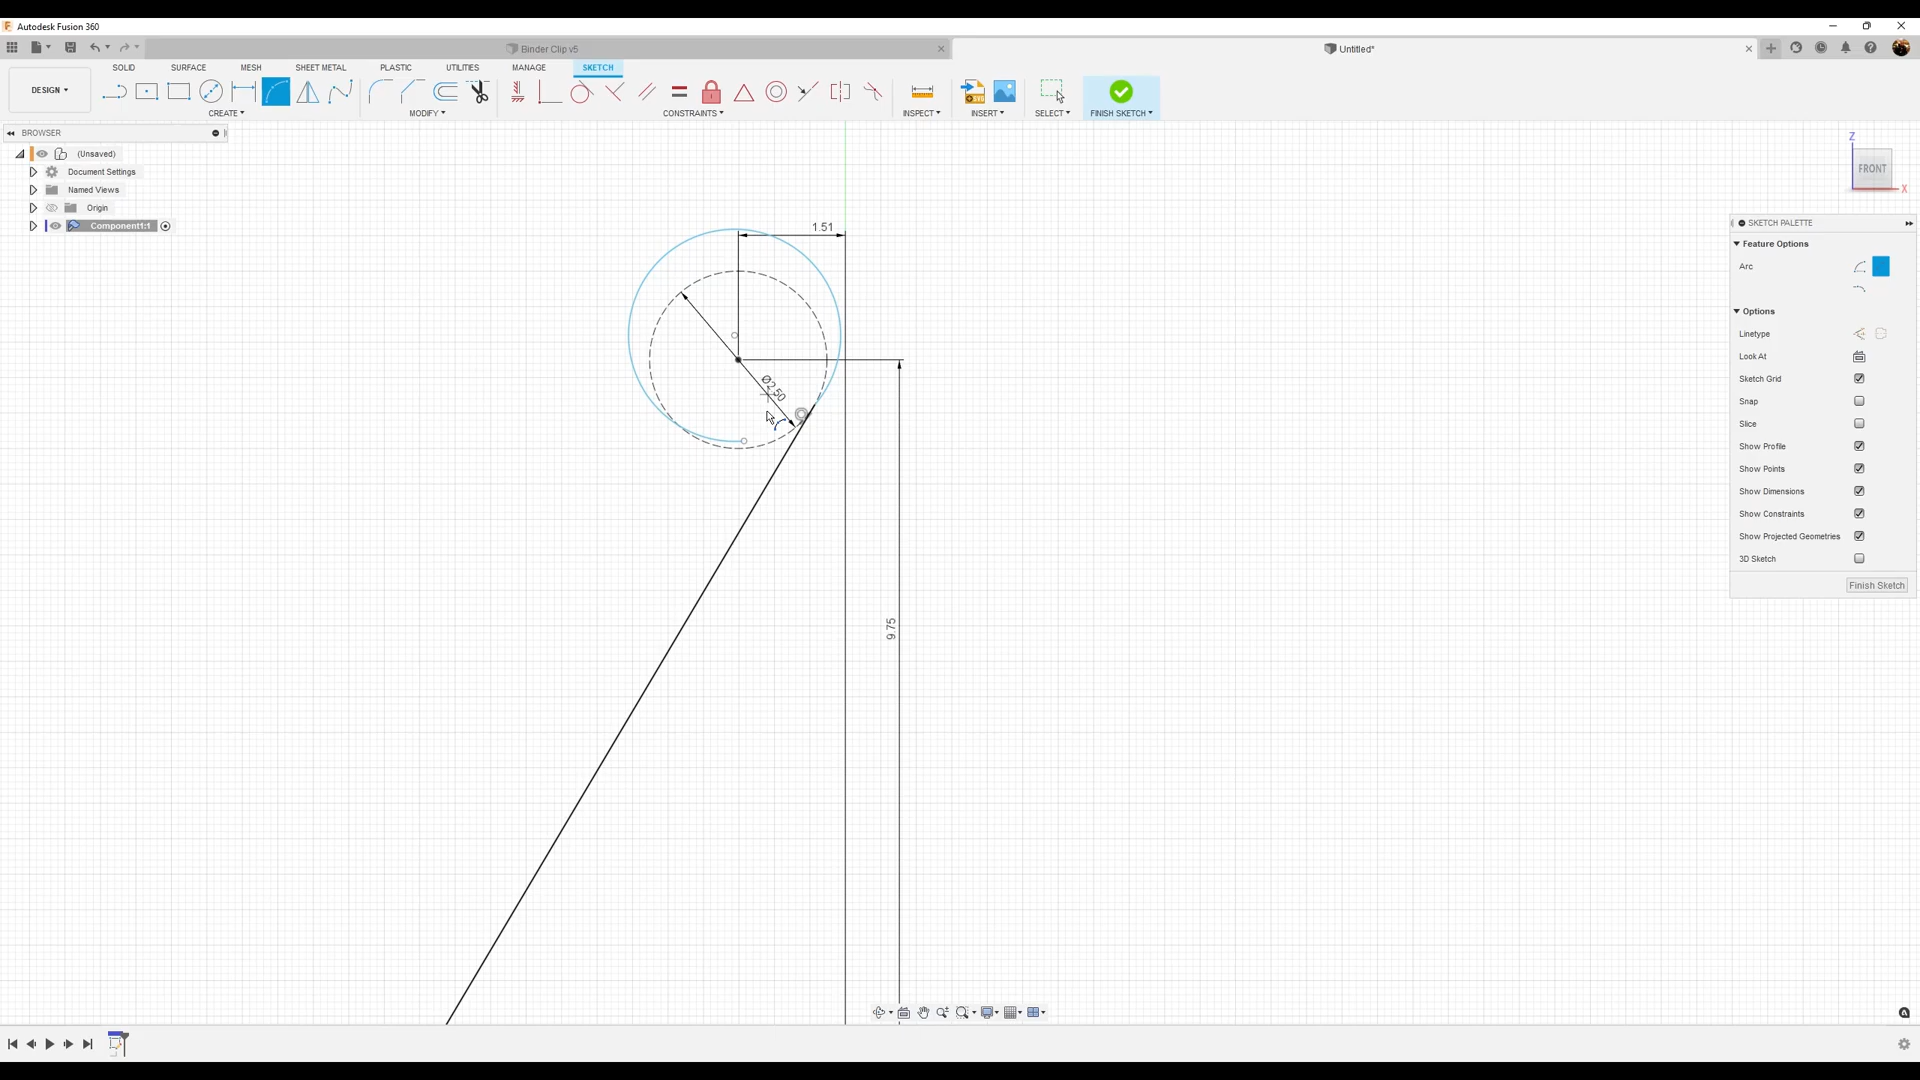 Autodesk Fusion 360
Binder Clip v5
Untitled*
DESIGN
SOLID
SURFACE
MESH
SHEET METAL
PLASTIC
UTILITIES
MANAGE
SKETCH
CREATE
MODIFY
CONSTRAINTS
INSPECT
INSERT
SELECT
FINISH SKETCH
BROWSER
(Unsaved)
Document Settings
Named Views
Origin
Component1:1
Z
FRONT
X
1.51
Ø2.50
9.75
SKETCH PALETTE
Feature Options
Arc
Options
Linetype
Look At
Sketch Grid
Snap
Slice
Show Profile
Show Points
Show Dimensions
Show Constraints
Show Projected Geometries
3D Sketch
Finish Sketch